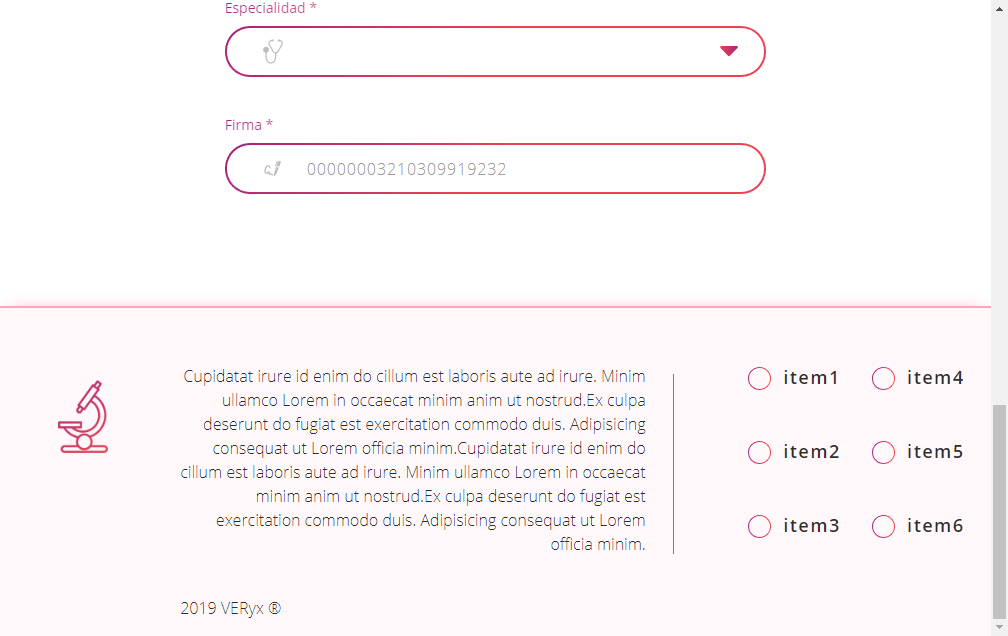 Especialidad *
Firma *
00000003210309919232
Cupidatat irure id enim do cillum est laboris aute ad irure. Minim
ullamco Lorem in occaecat minim anim ut nostrud.Ex culpa
deserunt do fugiat est exercitation commodo duis. Adipisicing
consequat ut Lorem officia minim.Cupidatat irure id enim do
cillum est laboris aute ad irure. Minim ullamco Lorem in occaecat
minim anim ut nostrud.Ex culpa deserunt do fugiat est
exercitation commodo duis. Adipisicing consequat ut Lorem
officia minim.
item1 item4
item2 item5
item3 item6
2019 VERyx ®